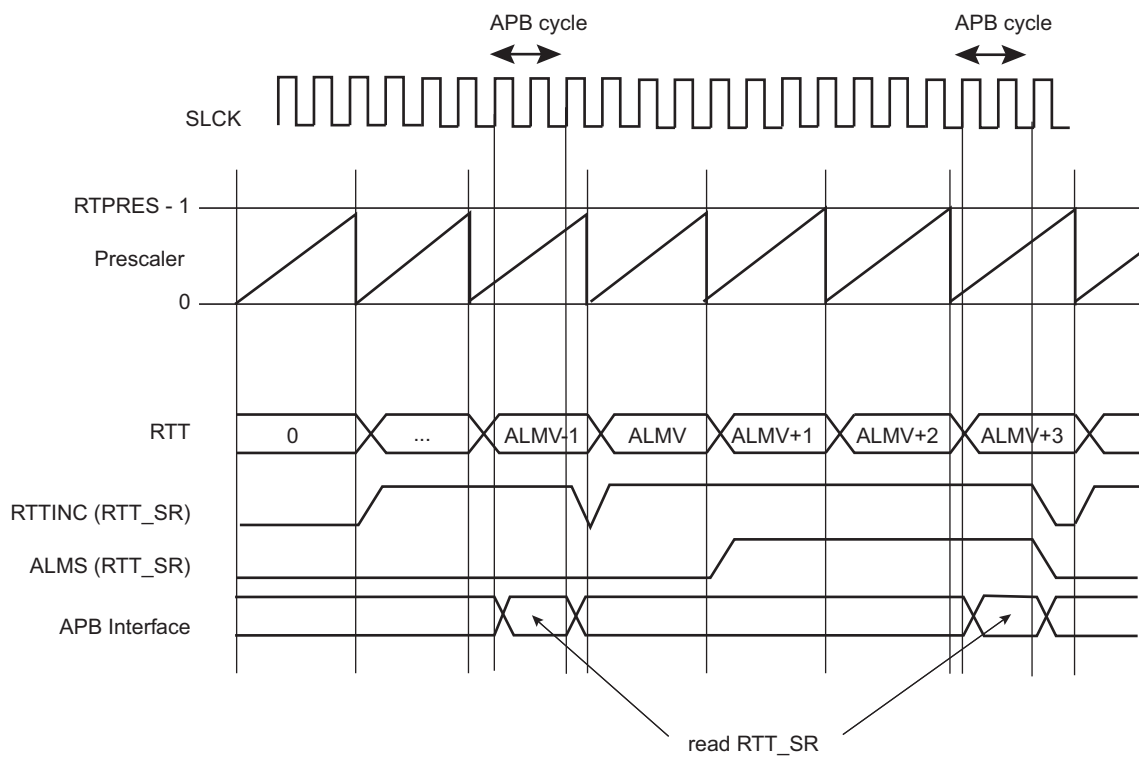 APB cycle APB cycle
SLCK
RTPRES - 1
Prescaler
0
RTT 0 ... ALMV-1 ALMV ALMV+1 ALMV+2 ALMV+3
RTTINC (RTT_SR)
ALMS (RTT_SR)
APB Interface
read RTT_SR